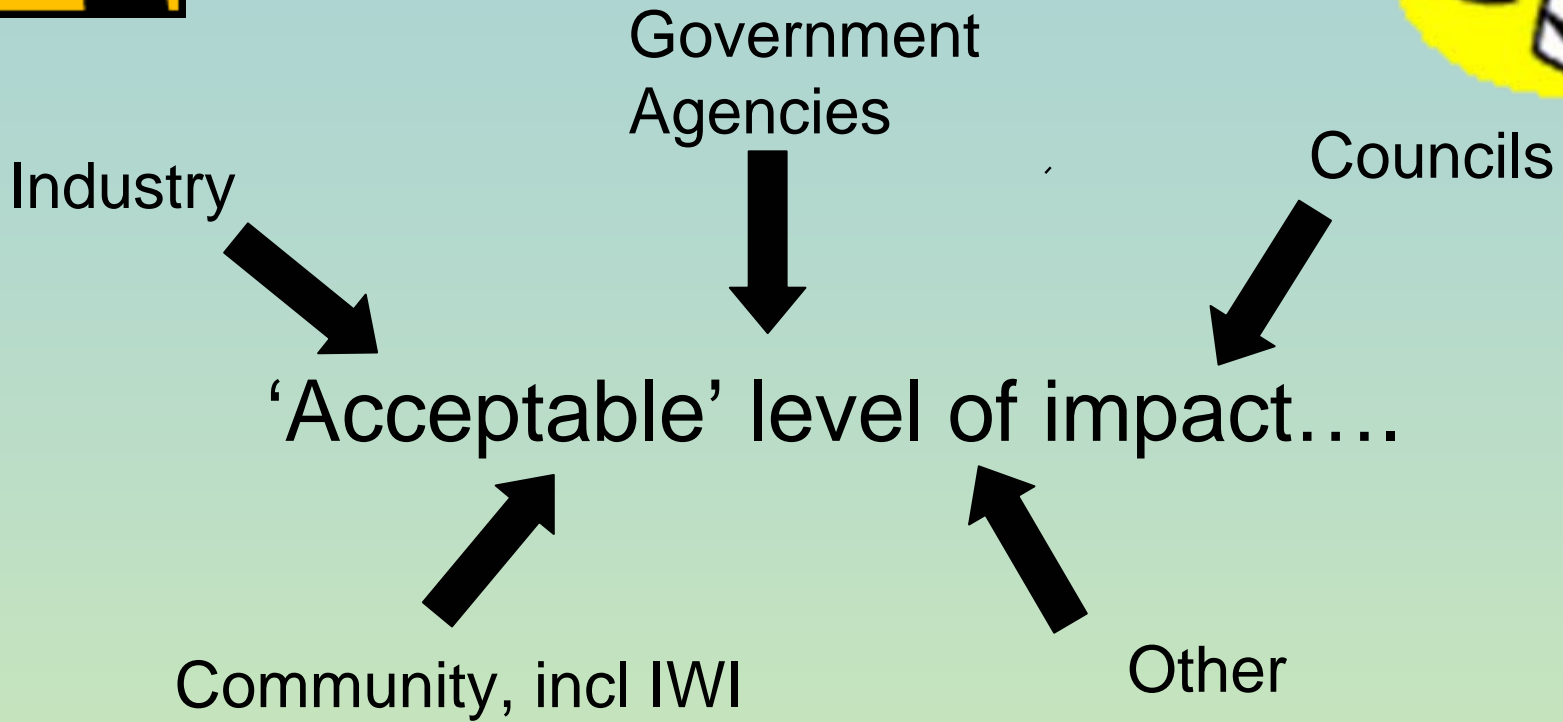 Government
Agencies
Councils
Industry
‘Acceptable’ level of impact….
Community, incl IWI
Other